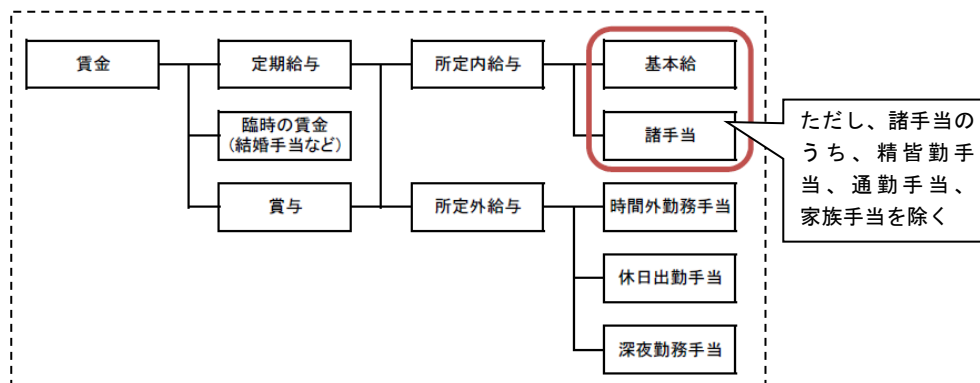 賃金
定期給与
所定内給与
基本給
臨時の賃金
(結婚手当など)
諸手当
ただし、諸手当の
うち、精皆勤手
当、通勤手当、
家族手当を除く
賞与
所定外給与
時間外勤務手当
休日出勤手当
深夜勤務手当